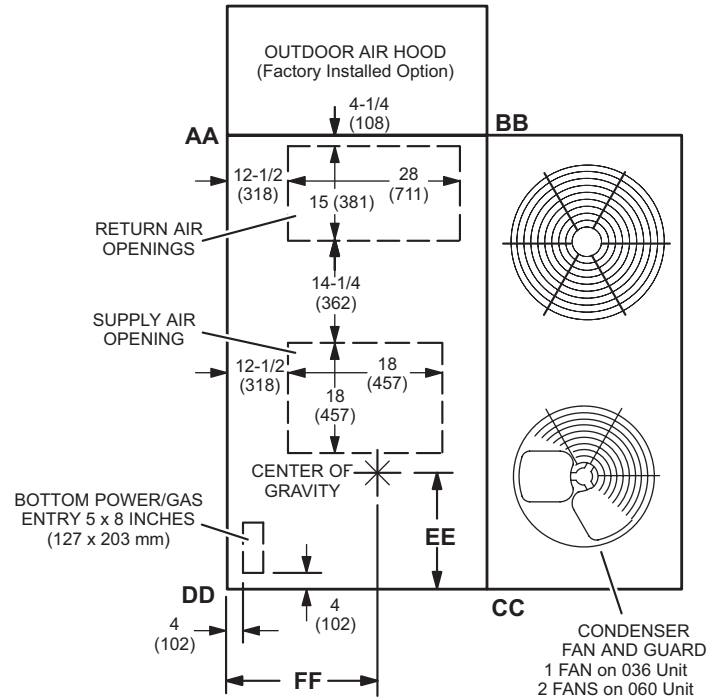 OUTDOOR AIR HOOD
(Factory Installed Option)
4-1/4
(108)
AA
BB
12-1/2
(318)
28
(711)
15 (381)
RETURN AIR
OPENINGS
14-1/4
(362)
SUPPLY AIR
OPENING
12-1/2
(318)
18
(457)
18
(457)
CENTER OF
GRAVITY
BOTTOM POWER/GAS
ENTRY 5 x 8 INCHES
(127 x 203 mm)
EE
DD
CC
4
(102)
4
(102)
FF
CONDENSER
FAN AND GUARD
1 FAN on 036 Unit
2 FANS on 060 Unit